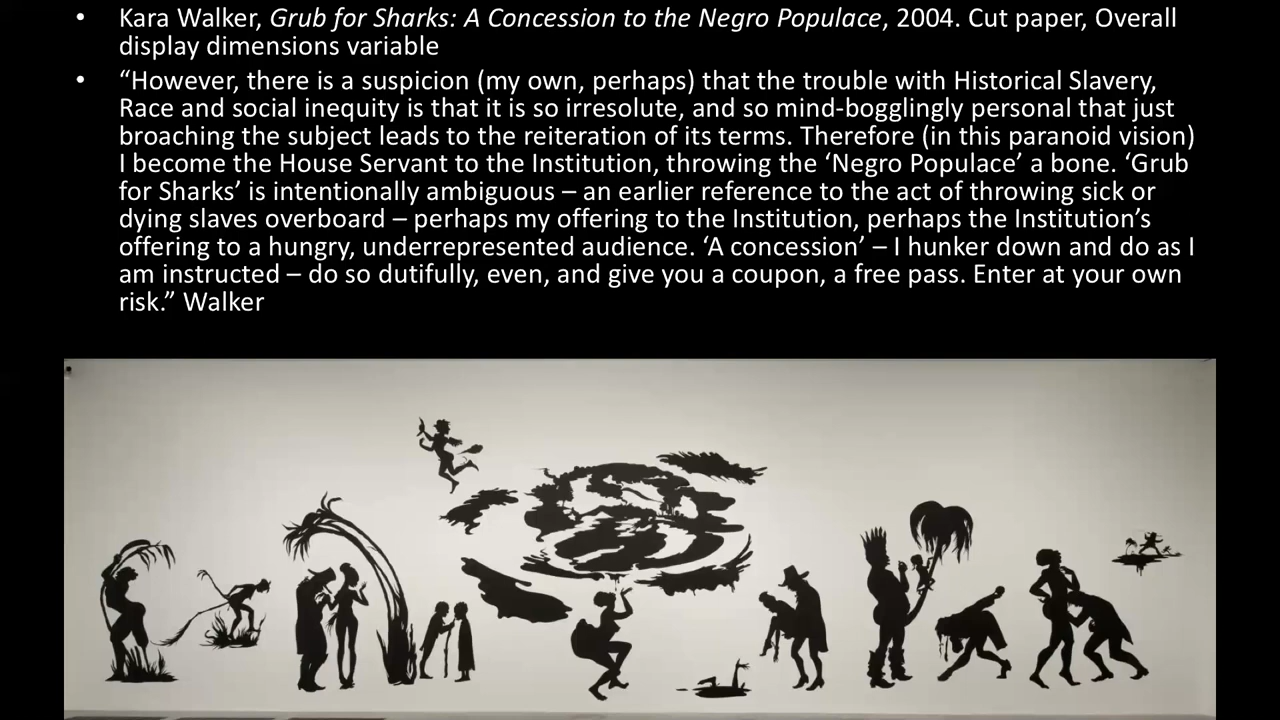 • Kara Walker, Grub for Sharks: A Concession to the Negro Populace, 2004. Cut paper, Overall
display dimensions variable
• “However, there is a suspicion (my own, perhaps) that the trouble with Historical Slavery,
Race and social inequity is that it is so irresolute, and so mind-bogglingly personal that just
broaching the subject leads to the reiteration of its terms. Therefore (in this paranoid vision)
I become the House Servant to the Institution, throwing the ‘Negro Populace’ a bone. ‘Grub
for Sharks’ is intentionally ambiguous – an earlier reference to the act of throwing sick or
dying slaves overboard – perhaps my offering to the Institution, perhaps the Institution’s
offering to a hungry, underrepresented audience. ‘A concession’ – I hunker down and do as I
am instructed – do so dutifully, even, and give you a coupon, a free pass. Enter at your own
risk.” Walker